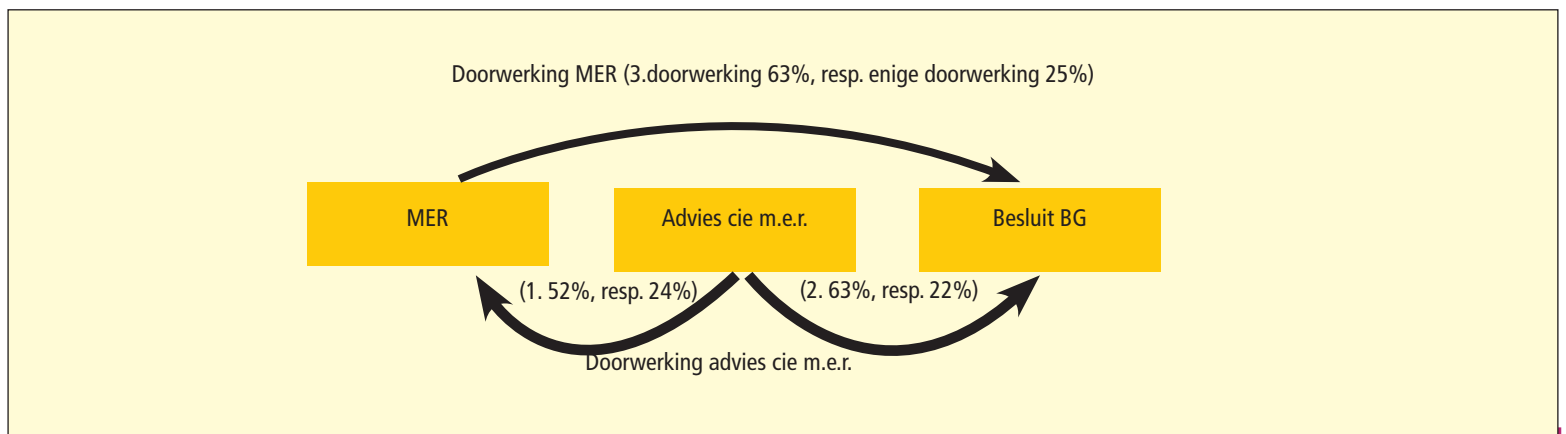 Doorwerking MER (3.doorwerking 63%, resp. enige doorwerking 25%)
MER
Advies cie m.e.r.
Besluit BG
(1. 52%, resp. 24%)
(2. 63%, resp. 22%)
Doorwerking advies cie m.e.r.